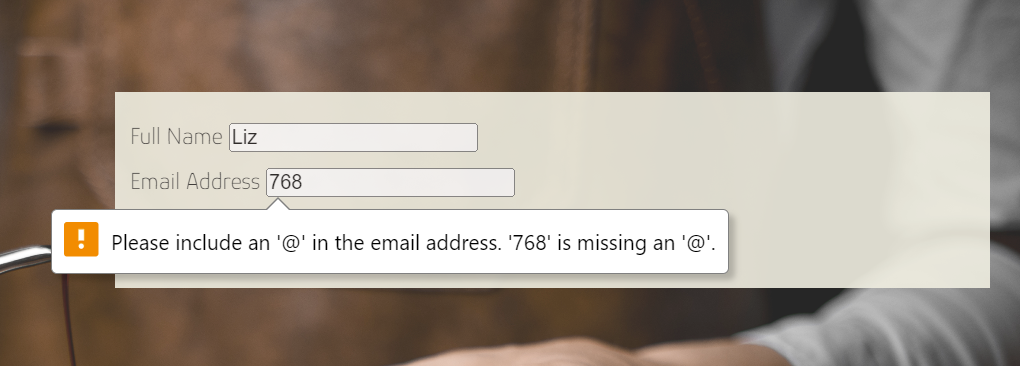 Full Name Liz
Email Address 768
Please include an '@' in the email address. '768' is missing an '@'.